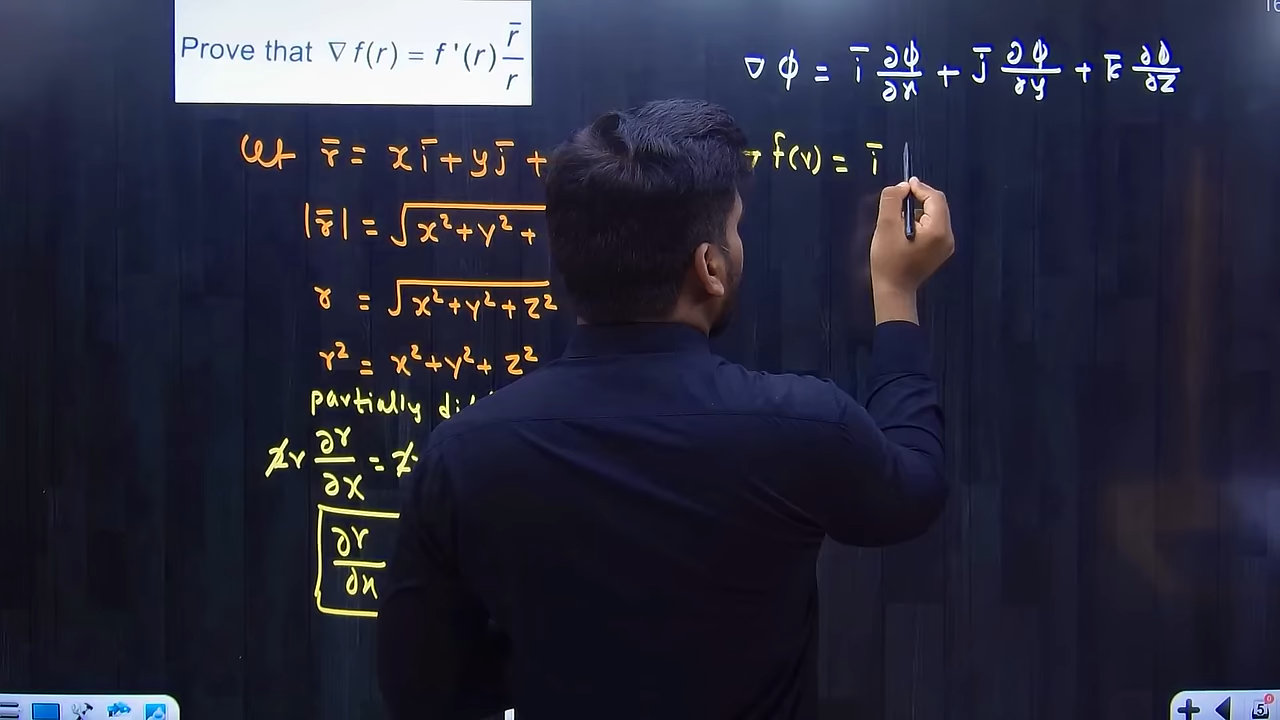 Prove that ∇ f(r) = f '(r) r̄/r
∇ φ = ī ∂φ/∂x + j̄ ∂φ/∂y + k̄ ∂φ/∂z
let r̄ = xī + yj̄ +
f(r) = ī
|r̄| = √x² + y² +
r = √x² + y² + z²
r² = x² + y² + z²
partially
2r ∂r/∂x = 2
∂r/∂x